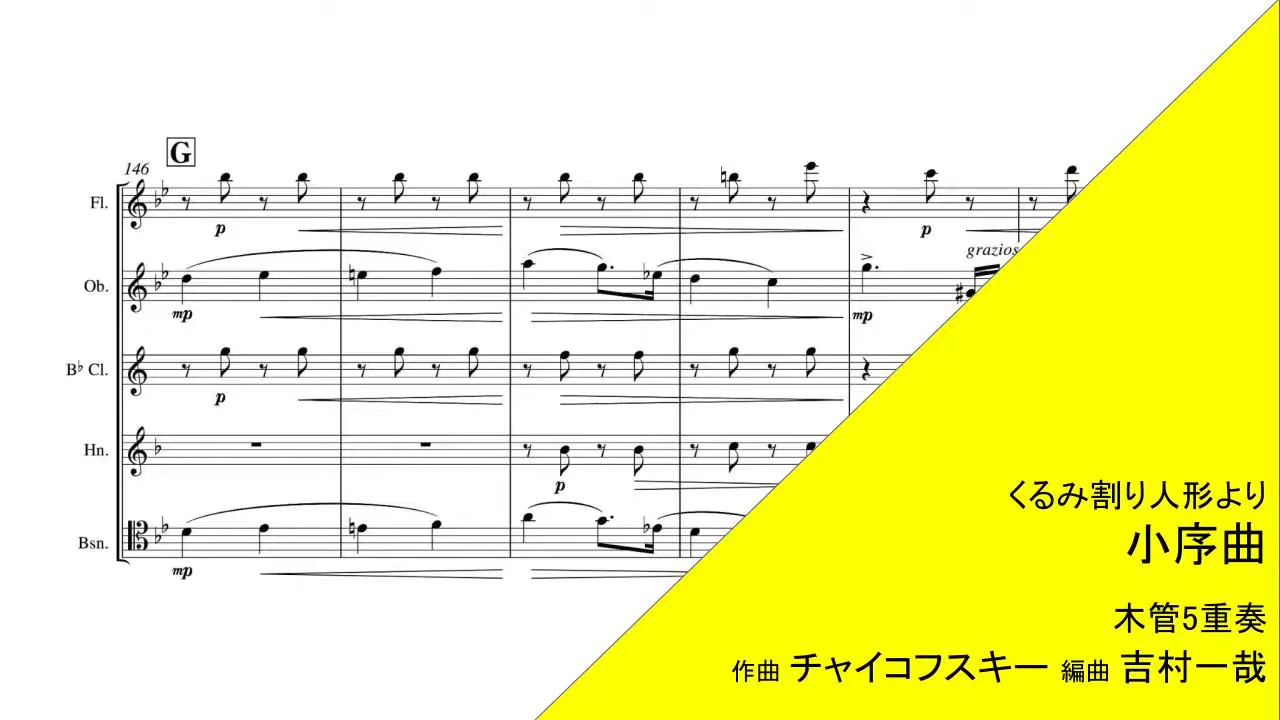 G
146
Fl.
p
p
grazios
Ob.
mp
mp
B♭ Cl.
p
Hn.
p
Bsn.
mp
くるみ割り人形より
小序曲
木管5重奏
作曲 チャイコフスキー 編曲 吉村一哉